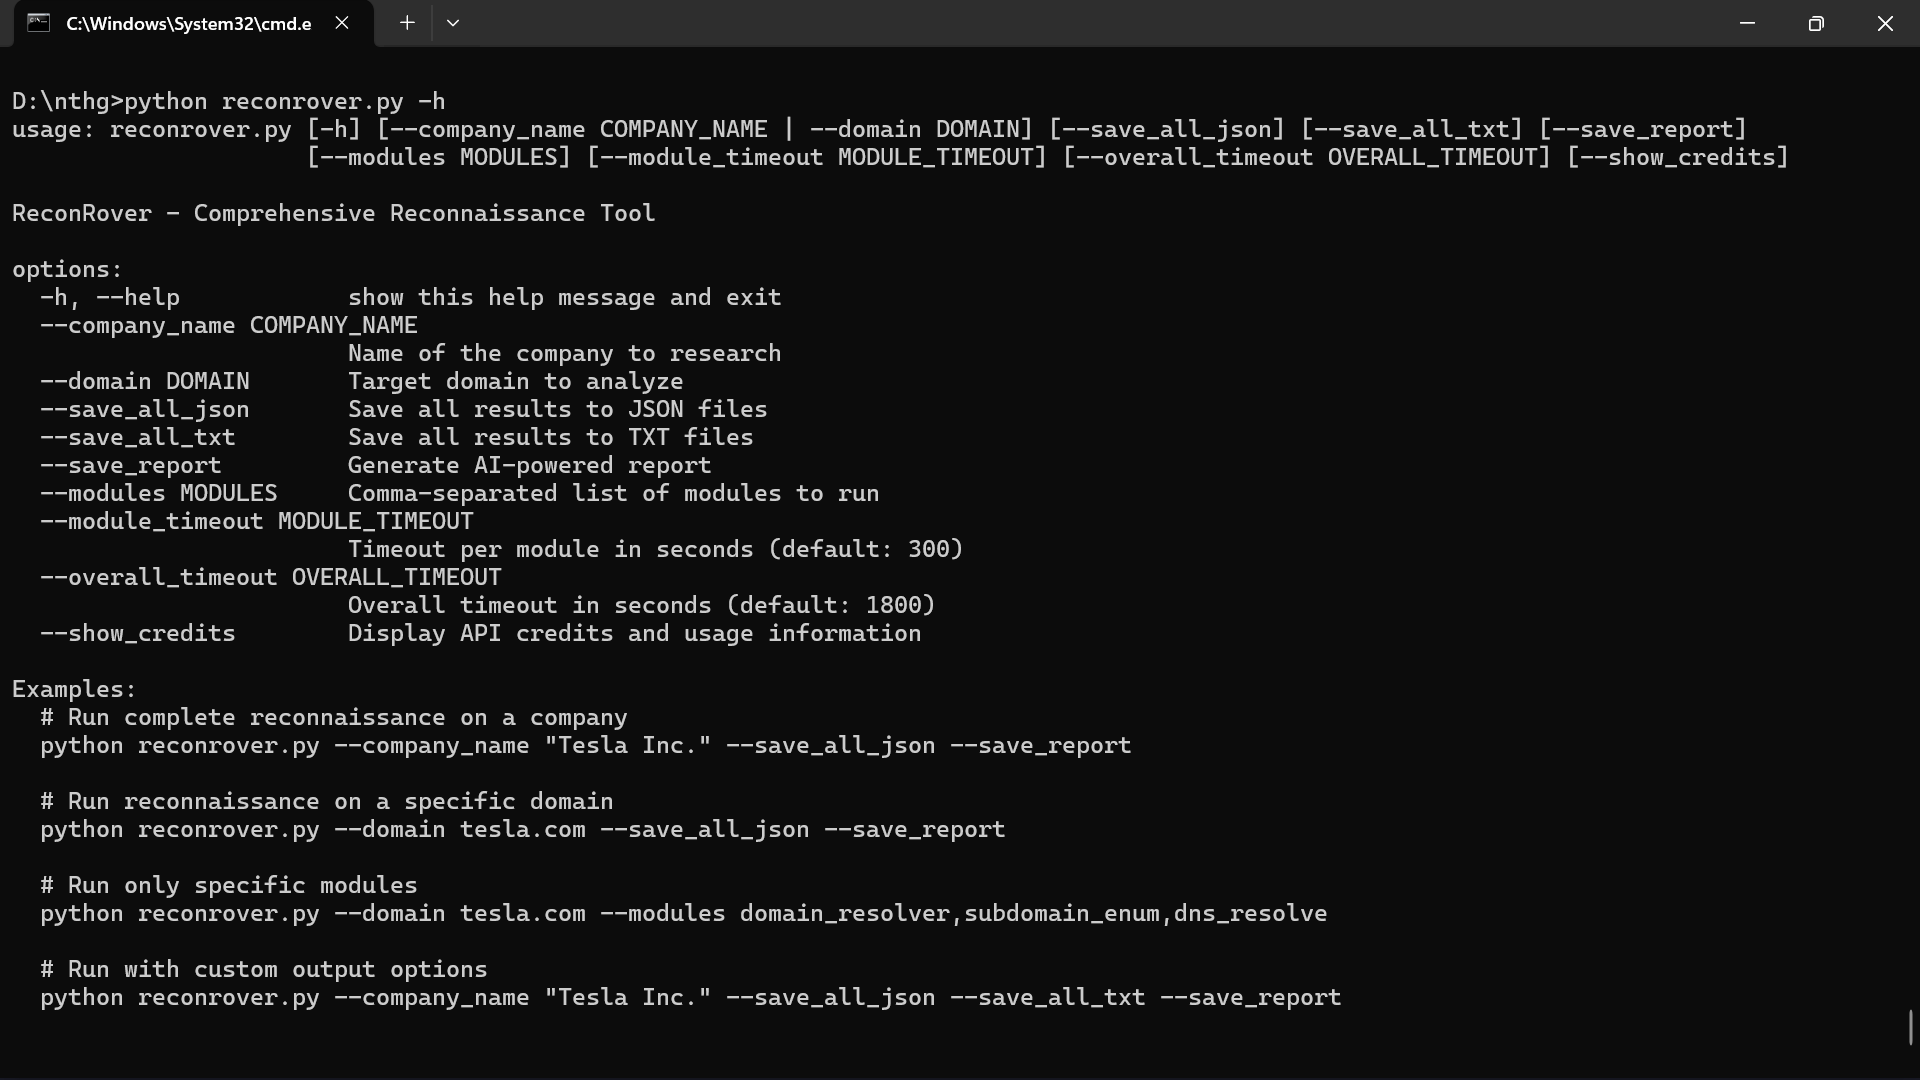 C:\Windows\System32\cmd.e
D:\nthg>python reconrover.py -h
usage: reconrover.py [-h] [--company_name COMPANY_NAME | --domain DOMAIN] [--save_all_json] [--save_all_txt] [--save_report]
[--modules MODULES] [--module_timeout MODULE_TIMEOUT] [--overall_timeout OVERALL_TIMEOUT] [--show_credits]
ReconRover - Comprehensive Reconnaissance Tool
options:
-h, --help show this help message and exit
--company_name COMPANY_NAME
Name of the company to research
--domain DOMAIN Target domain to analyze
--save_all_json Save all results to JSON files
--save_all_txt Save all results to TXT files
--save_report Generate AI-powered report
--modules MODULES Comma-separated list of modules to run
--module_timeout MODULE_TIMEOUT
Timeout per module in seconds (default: 300)
--overall_timeout OVERALL_TIMEOUT
Overall timeout in seconds (default: 1800)
--show_credits Display API credits and usage information
Examples:
# Run complete reconnaissance on a company
python reconrover.py --company_name "Tesla Inc." --save_all_json --save_report
# Run reconnaissance on a specific domain
python reconrover.py --domain tesla.com --save_all_json --save_report
# Run only specific modules
python reconrover.py --domain tesla.com --modules domain_resolver,subdomain_enum,dns_resolve
# Run with custom output options
python reconrover.py --company_name "Tesla Inc." --save_all_json --save_all_txt --save_report